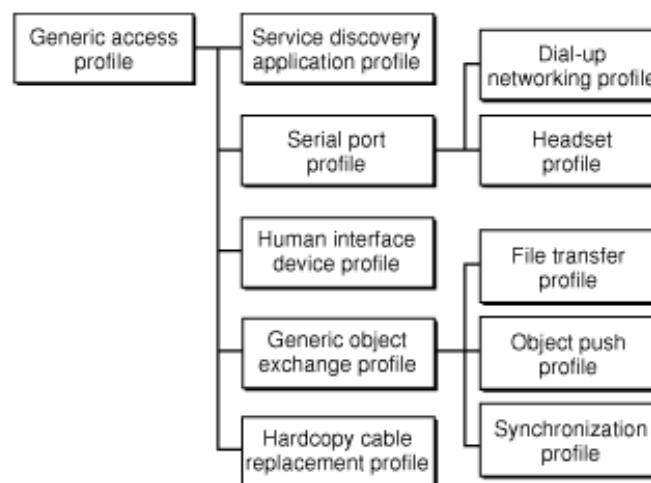 Generic access
profile
Service discovery
application profile
Dial-up
networking profile
Serial port
profile
Headset
profile
Human interface
device profile
File transfer
profile
Generic object
exchange profile
Object push
profile
Hardcopy cable
replacement profile
Synchronization
profile